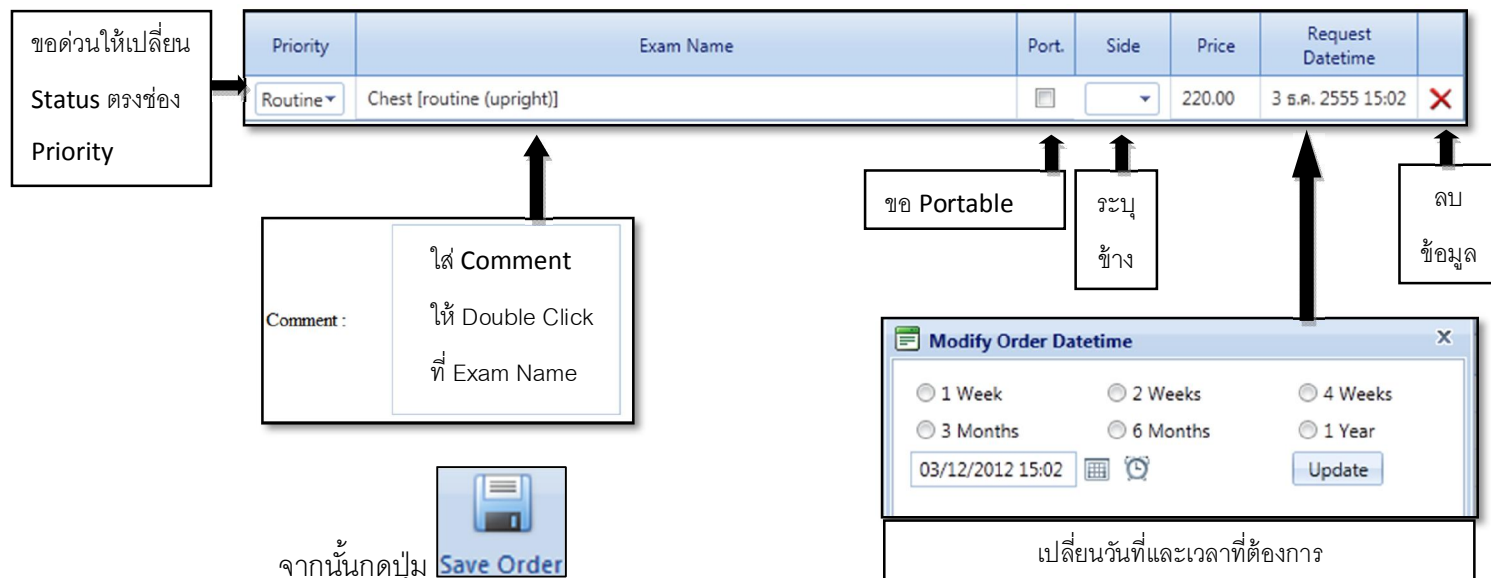 ขอด่วนให้เปลี่ยน
Status ตรงช่อง
Priority
Priority Exam Name Port. Side Price Request Datetime
Routine Chest [routine (upright)] 220.00 3 ธ.ค. 2555 15:02
ขอ Portable
ระบุ
ข้าง
ลบ
ข้อมูล
Comment :
ใส่ Comment
ให้ Double Click
ที่ Exam Name
Modify Order Datetime x
1 Week 2 Weeks 4 Weeks
3 Months 6 Months 1 Year
03/12/2012 15:02 Update
เปลี่ยนวันที่และเวลาที่ต้องการ
จากนั้นกดปุ่ม Save Order